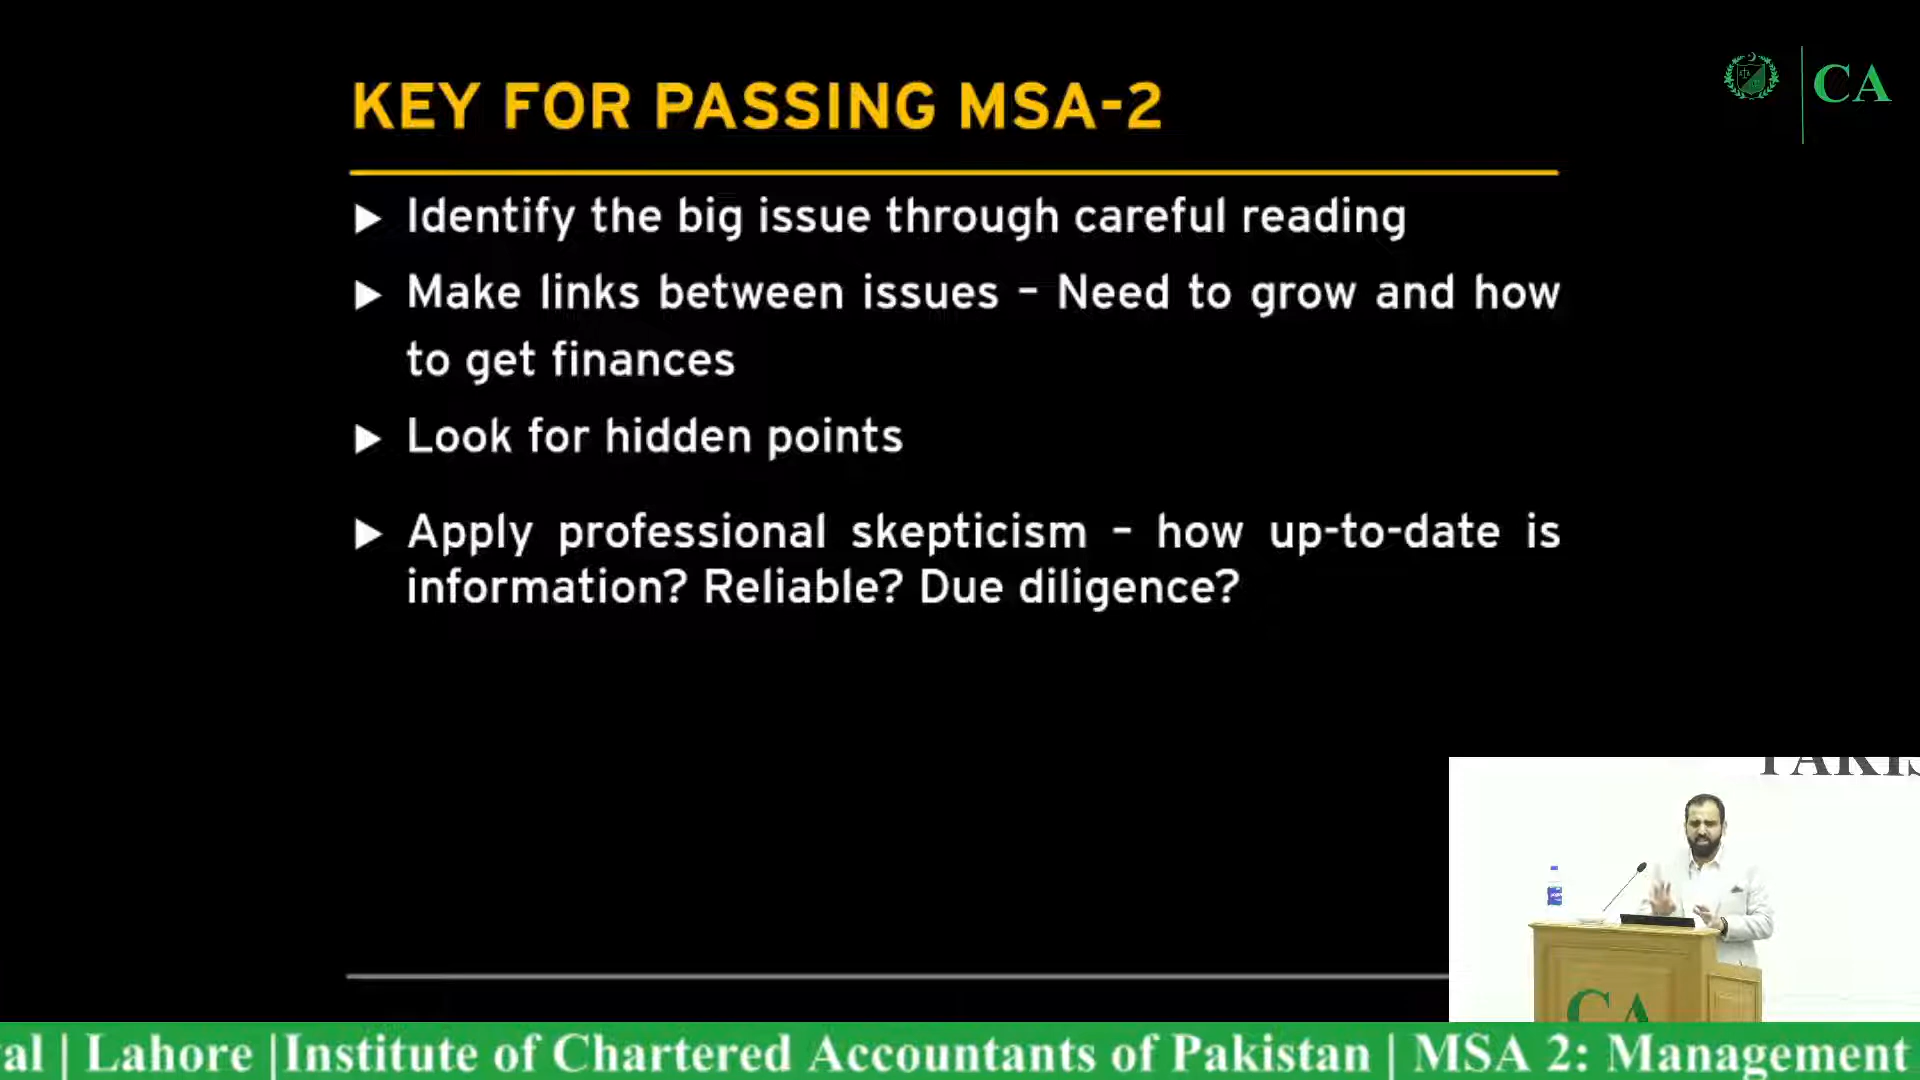 KEY FOR PASSING MSA-2
CA
▶ Identify the big issue through careful reading
▶ Make links between issues – Need to grow and how
to get finances
▶ Look for hidden points
▶ Apply professional skepticism – how up-to-date is
information? Reliable? Due diligence?
PAKIS
CA
al | Lahore |Institute of Chartered Accountants of Pakistan | MSA 2: Management